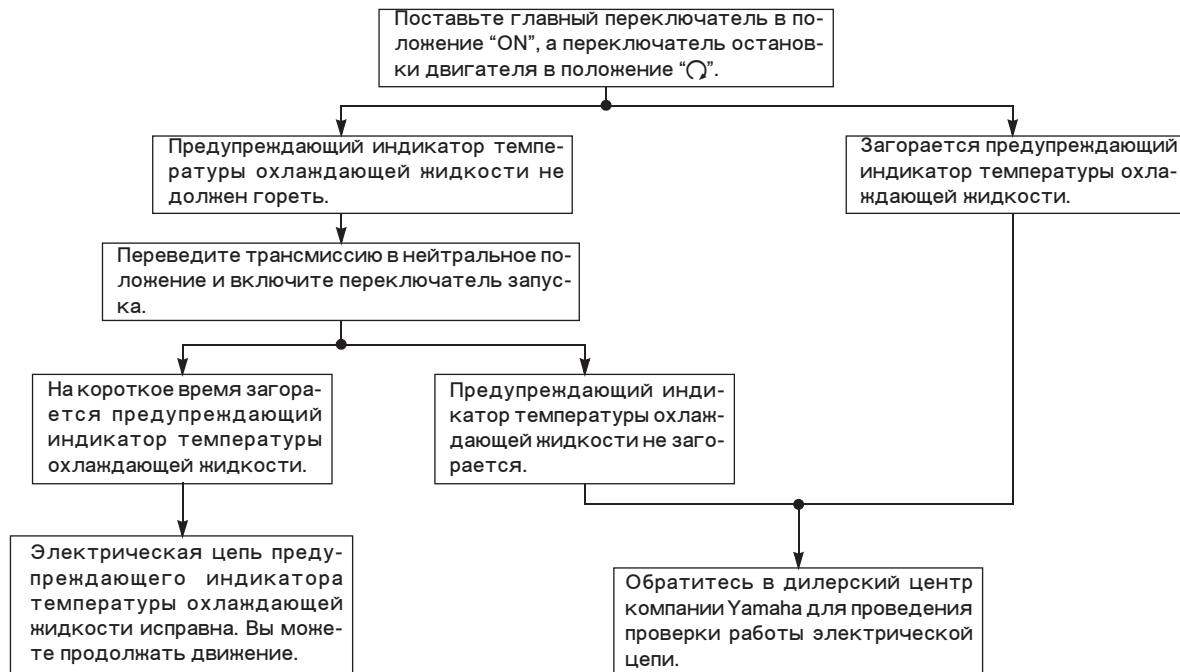 Поставьте главный переключатель в по-
ложение “ON”, а переключатель останов-
ки двигателя в положение “○”.
Предупреждающий индикатор темпе-
ратуры охлаждающей жидкости не
должен гореть.
Загорается предупреждающий
индикатор температуры охла-
ждающей жидкости.
Переведите трансмиссию в нейтральное по-
ложение и включите переключатель запус-
ка.
На короткое время загора-
ется предупреждающий
индикатор температуры
охлаждающей жидкости.
Предупреждающий инди-
катор температуры охлаж-
дающей жидкости не заго-
рается.
Электрическая цепь преду-
преждающего индикатора
температуры охлаждающей
жидкости исправна. Вы може-
те продолжать движение.
Обратитесь в дилерский центр
компании Yamaha для проведения
проверки работы электрической
цепи.